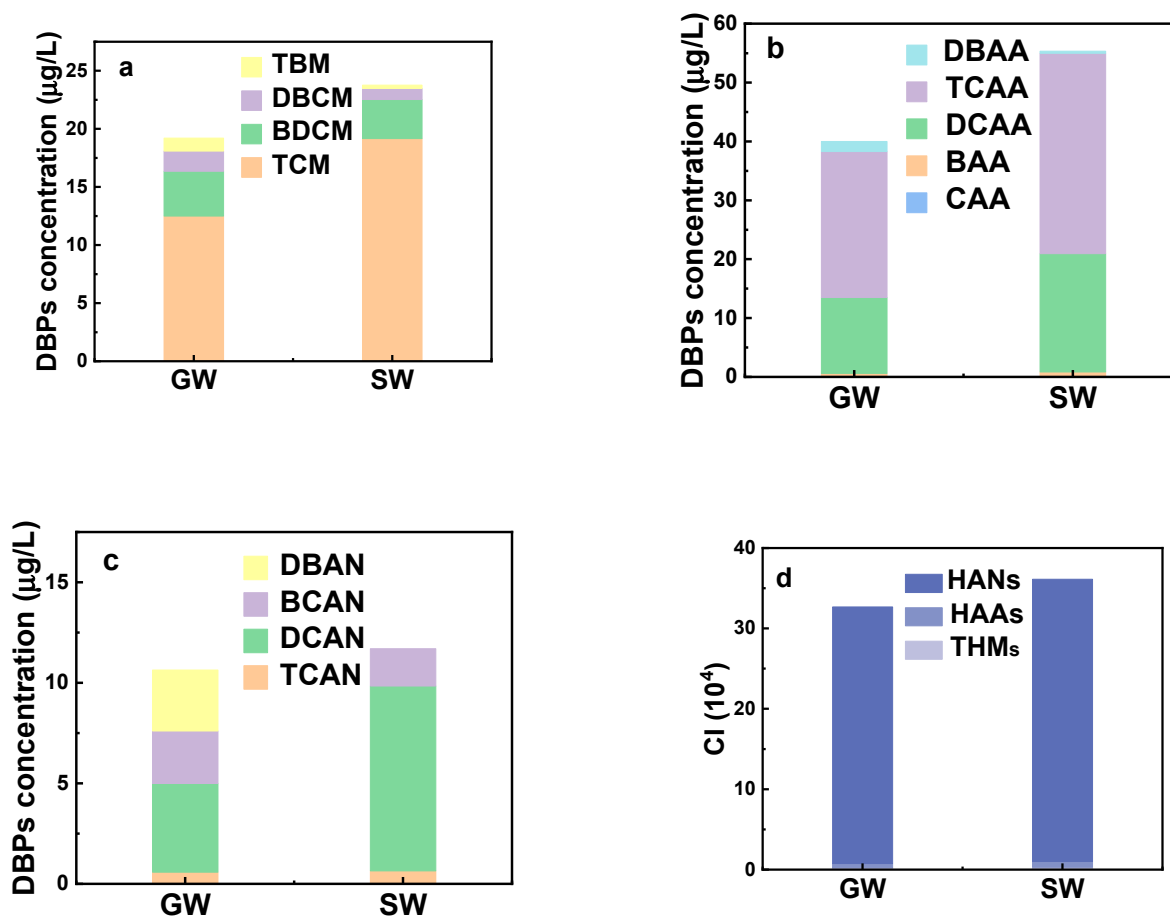 a
TBM
DBCM
BDCM
TCM
DBPs concentration (μg/L)
0
5
10
15
20
25
GW
SW
b
DBAA
TCAA
DCAA
BAA
CAA
DBPs concentration (μg/L)
0
10
20
30
40
50
60
GW
SW
c
DBAN
BCAN
DCAN
TCAN
DBPs concentration (μg/L)
0
5
10
15
GW
SW
d
HANs
HAAs
THMs
CI (10⁴)
0
10
20
30
40
GW
SW